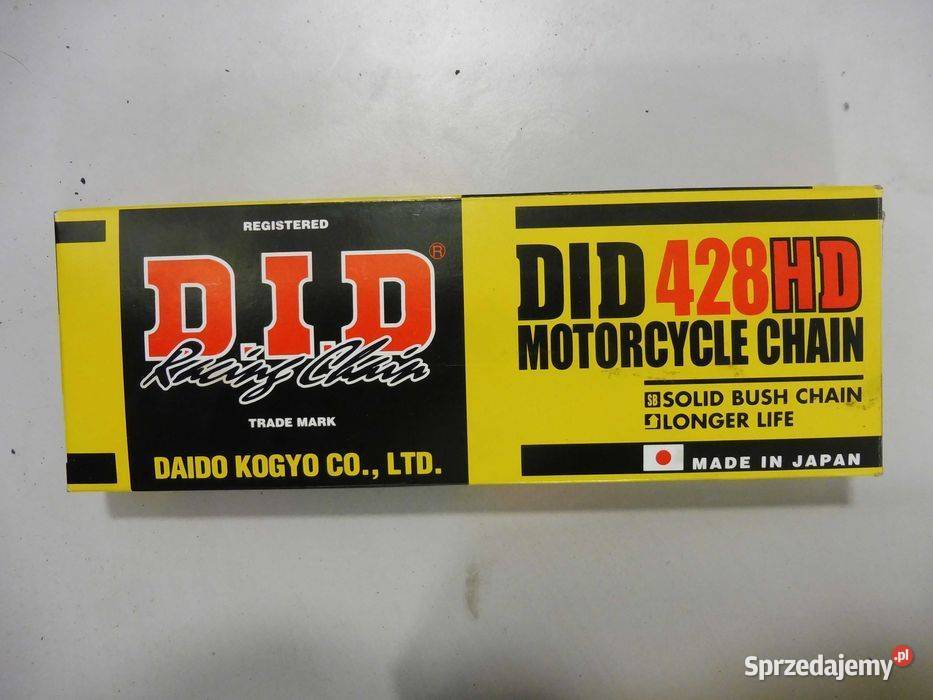 REGISTERED
D.I.D®
Racing Chain
TRADE MARK
DAIDO KOGYO CO., LTD.
DID 428HD
MOTORCYCLE CHAIN
SB SOLID BUSH CHAIN
LONGER LIFE
MADE IN JAPAN
Sprzedajemy.pl